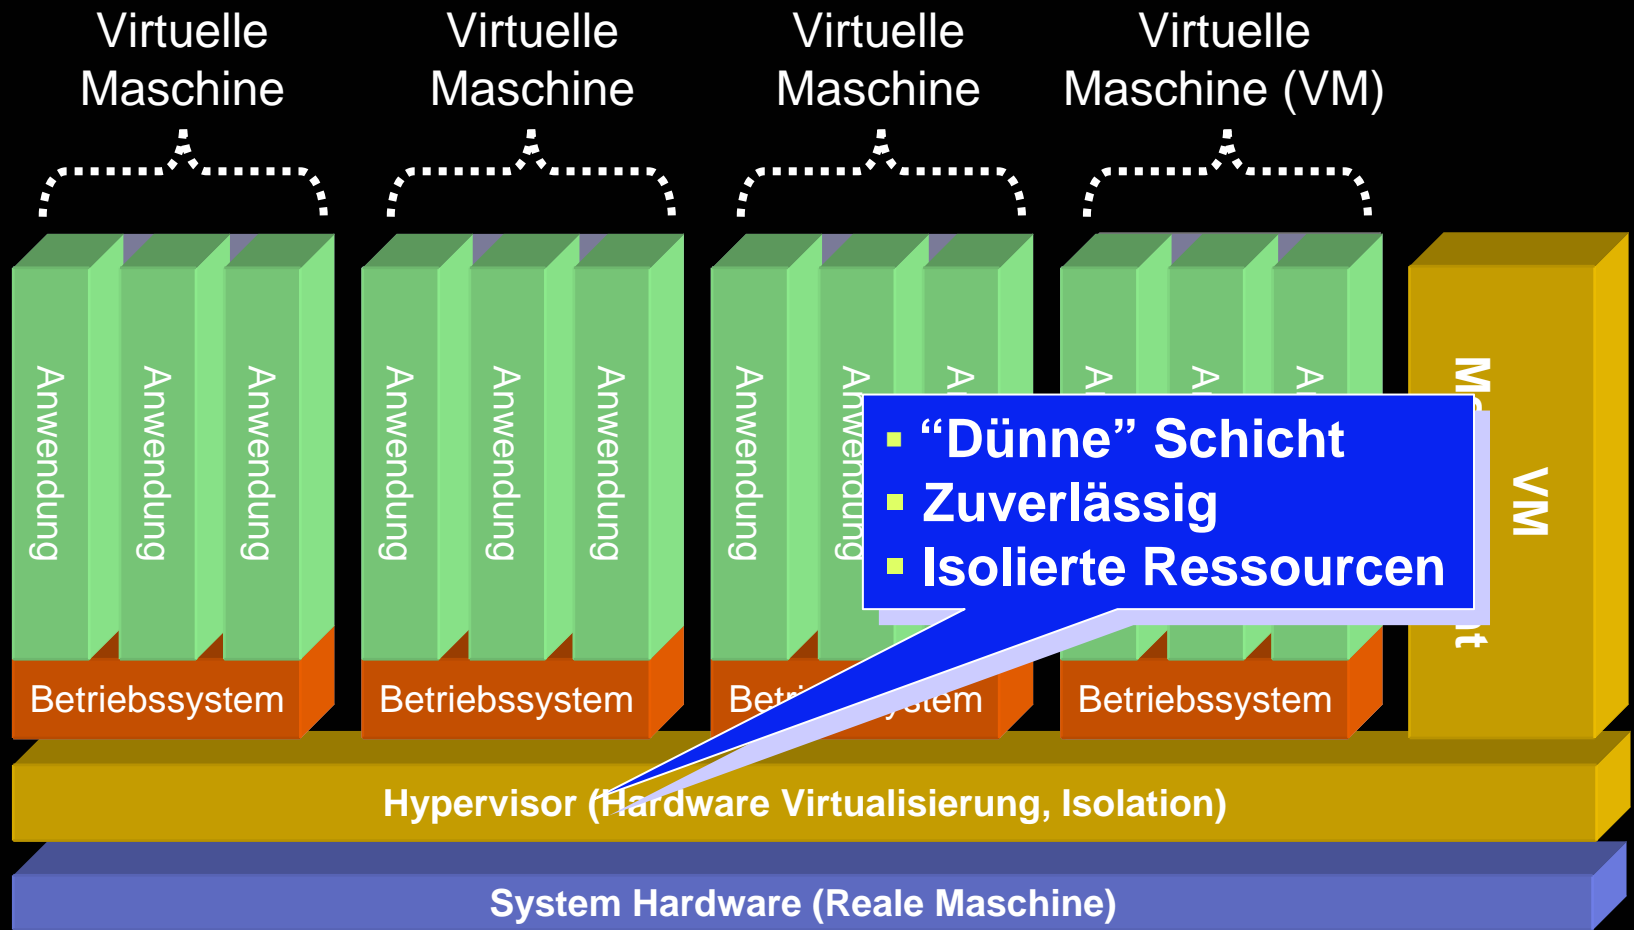 Virtuelle
Maschine
Virtuelle
Maschine
Virtuelle
Maschine
Virtuelle
Maschine (VM)
Anwendung
Anwendung
Anwendung
Anwendung
Anwendung
Anwendung
Anwendung
Anwendung
“Dünne” Schicht
Zuverlässig
Isolierte Ressourcen
VM
Betriebssystem
Betriebssystem
Betriebssystem
Hypervisor (Hardware Virtualisierung, Isolation)
System Hardware (Reale Maschine)